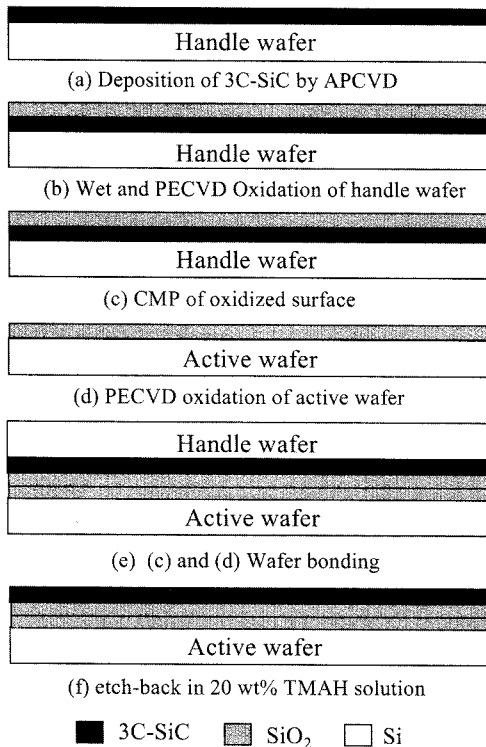 Handle wafer
(a) Deposition of 3C-SiC by APCVD
Handle wafer
(b) Wet and PECVD Oxidation of handle wafer
Handle wafer
(c) CMP of oxidized surface
Active wafer
(d) PECVD oxidation of active wafer
Handle wafer
Active wafer
(e) (c) and (d) Wafer bonding
Active wafer
(f) etch-back in 20 wt% TMAH solution
3C-SiC SiO₂ Si